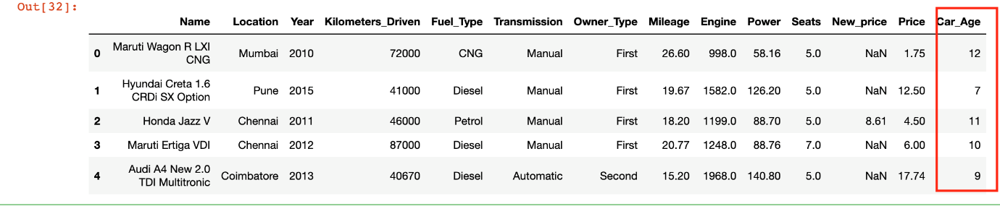 Out[32]:
Name Location Year Kilometers_Driven Fuel_Type Transmission Owner_Type Mileage Engine Power Seats New_price Price Car_Age
0 Maruti Wagon R LXI CNG Mumbai 2010 72000 CNG Manual First 26.60 998.0 58.16 5.0 NaN 1.75 12
1 Hyundai Creta 1.6 CRDi SX Option Pune 2015 41000 Diesel Manual First 19.67 1582.0 126.20 5.0 NaN 12.50 7
2 Honda Jazz V Chennai 2011 46000 Petrol Manual First 18.20 1199.0 88.70 5.0 8.61 4.50 11
3 Maruti Ertiga VDI Chennai 2012 87000 Diesel Manual First 20.77 1248.0 88.76 7.0 NaN 6.00 10
4 Audi A4 New 2.0 TDI Multitronic Coimbatore 2013 40670 Diesel Automatic Second 15.20 1968.0 140.80 5.0 NaN 17.74 9